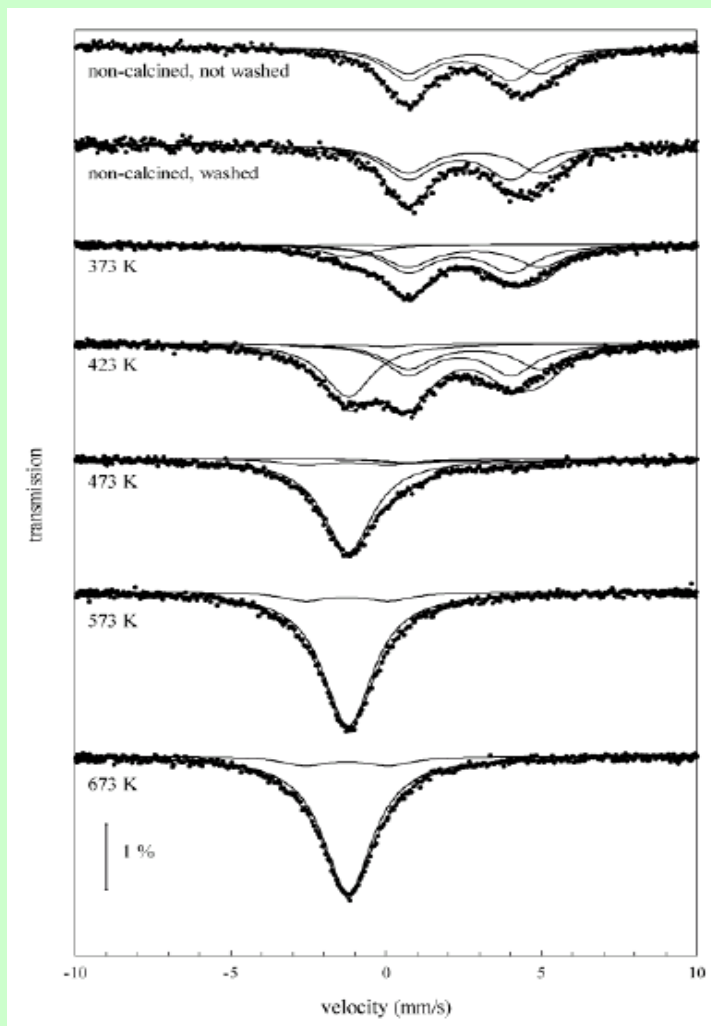 non-calcined, not washed
non-calcined, washed
373 K
423 K
transmission
473 K
573 K
673 K
1 %
-10 -5 0 5 10
velocity (mm/s)